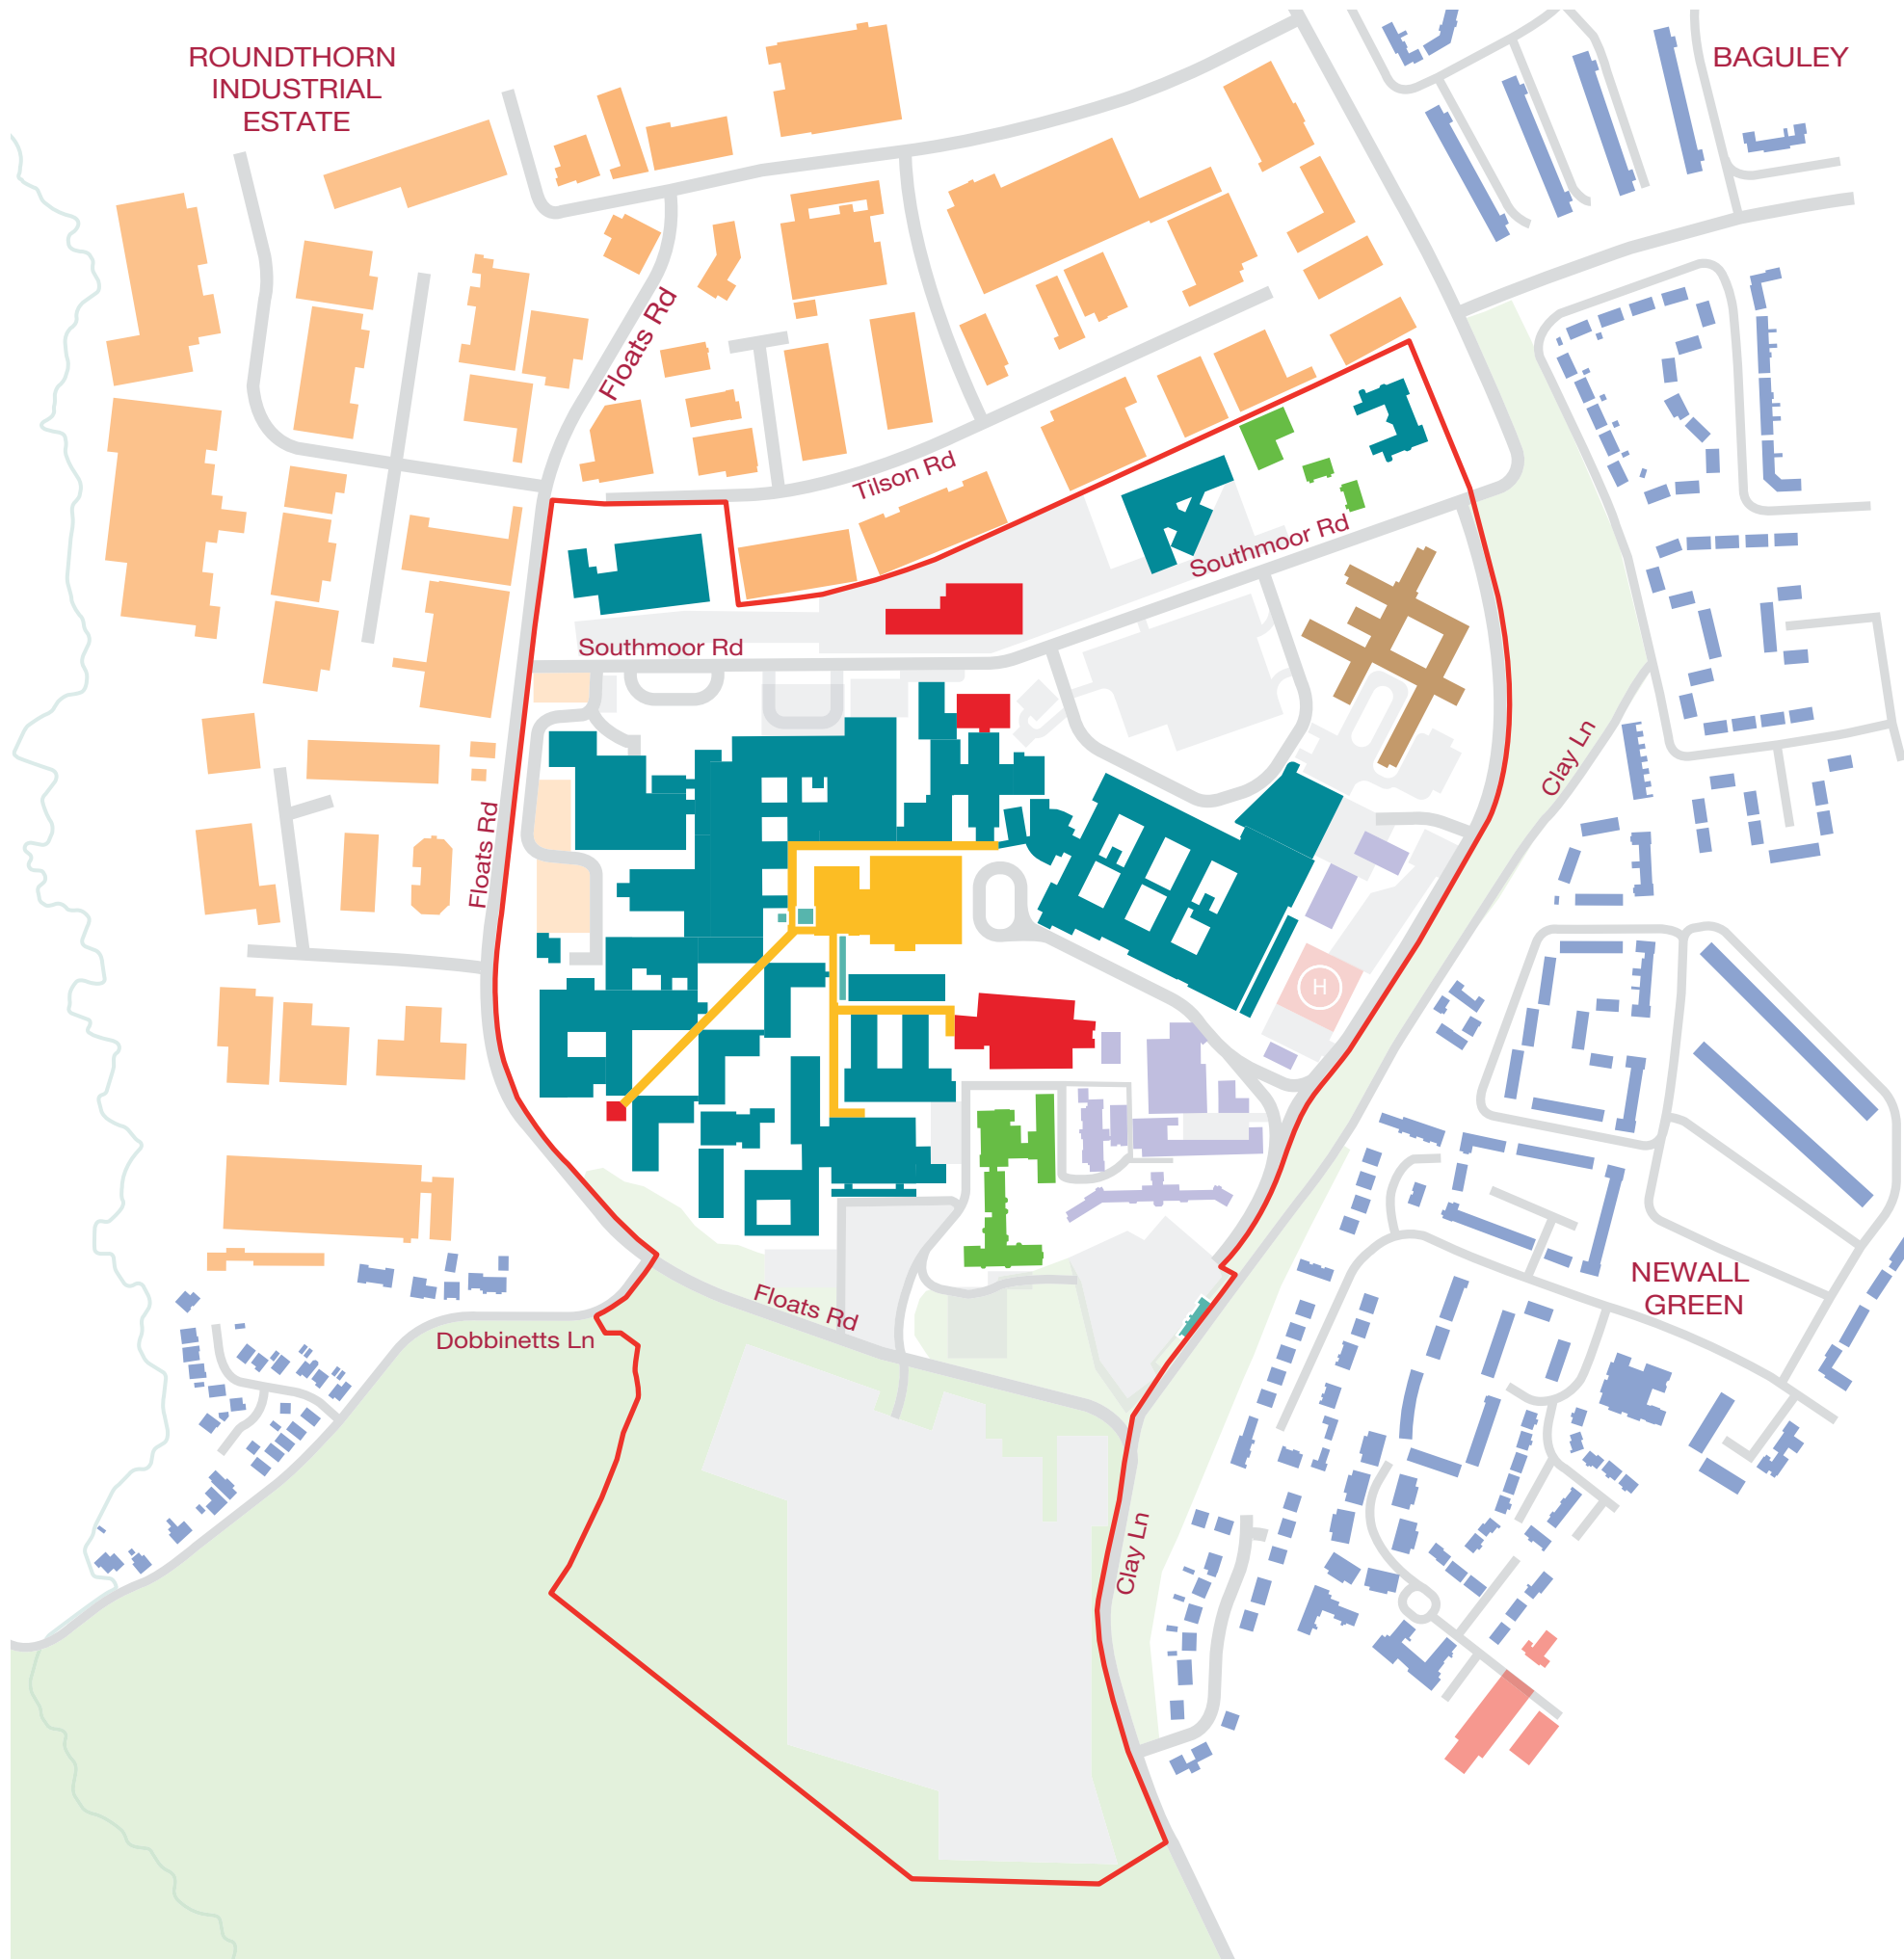 ROUNDTHORN
INDUSTRIAL
ESTATE
BAGULEY
Floats Rd
Tilson Rd
Southmoor Rd
Southmoor Rd
Clay Ln
Floats Rd
H
NEWALL
GREEN
Floats Rd
Dobbinetts Ln
Clay Ln